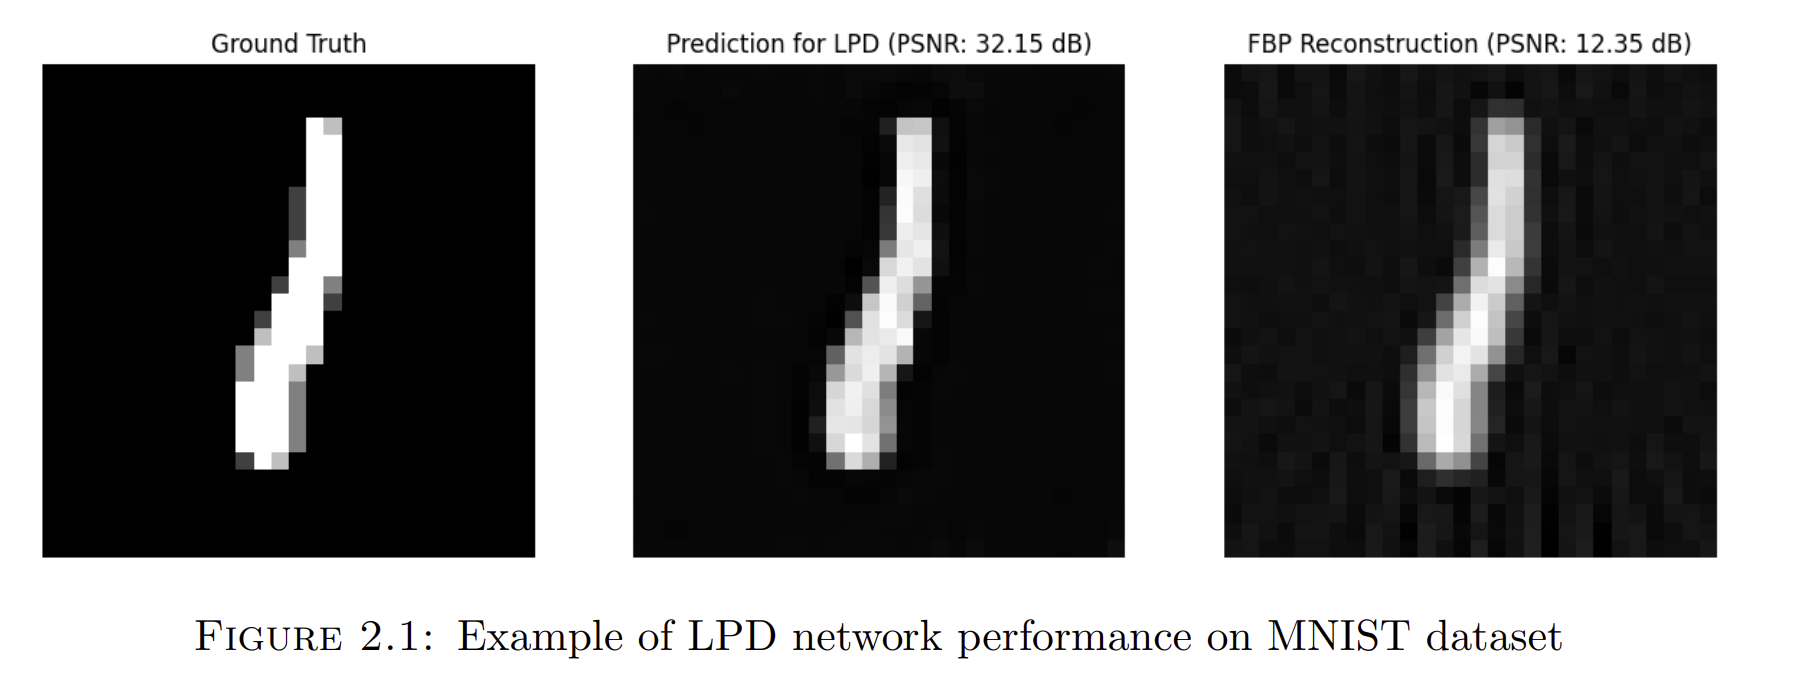 Ground Truth
Prediction for LPD (PSNR: 32.15 dB)
FBP Reconstruction (PSNR: 12.35 dB)
FIGURE 2.1: Example of LPD network performance on MNIST dataset